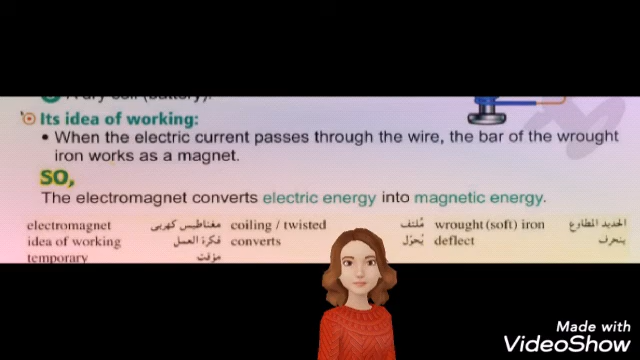 Its idea of working:
• When the electric current passes through the wire, the bar of the wrought
iron works as a magnet.
SO,
The electromagnet converts electric energy into magnetic energy.
electromagnet مغناطيس كهربى coiling / twisted مُلتف wrought (soft) iron الحديد المطاوع
idea of working فكرة العمل converts يُحوّل deflect ينحرف
temporary مؤقت
Made with
VideoShow